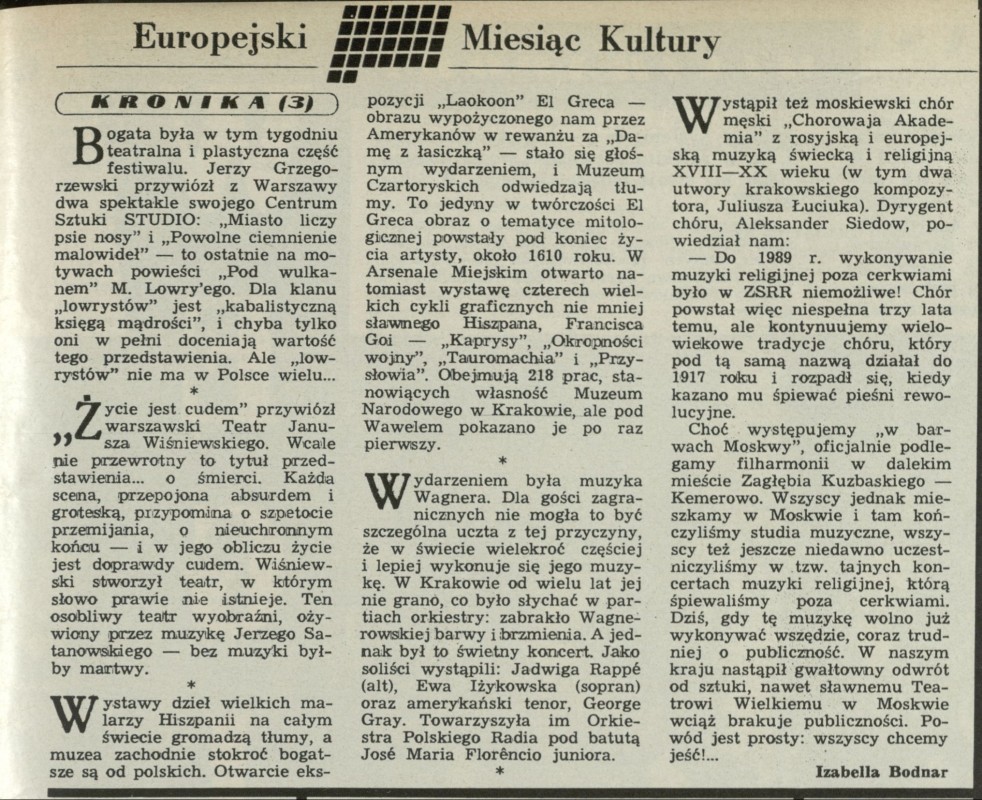 Europejski Miesiąc Kultury
KRONIKA (3)
Bogata była w tym tygodniu
teatralna i plastyczna część
festiwalu. Jerzy Grzego-
rzewski przywiózł z Warszawy
dwa spektakle swojego Centrum
Sztuki STUDIO: „Miasto liczy
psie nosy” i „Powolne ciemnienie
malowideł” — to ostatnie na mo-
tywach powieści „Pod wulka-
nem” M. Lowry’ego. Dla klanu
„lowrystów” jest „kabalistyczną
księgą mądrości”, i chyba tylko
oni w pełni doceniają wartość
tego przedstawienia. Ale „low-
rystów” nie ma w Polsce wielu...
*
„Życie jest cudem” przywiózł
warszawski Teatr Janu-
sza Wiśniewskiego. Wcale
nie przewrotny to tytuł przed-
stawienia... o śmierci. Każda
scena, przepojona absurdem i
groteską, przypomina o szpetocie
przemijania, o nieuchronnym
końcu — i w jego obliczu życie
jest doprawdy cudem. Wiśniew-
ski stworzył teatr, w którym
słowo prawie nie istnieje. Ten
osobliwy teatr wyobraźni, oży-
wiony przez muzykę Jerzego Sa-
tanowskiego — bez muzyki był-
by martwy.
*
Wystawy dzieł wielkich ma-
larzy Hiszpanii na całym
świecie gromadzą tłumy, a
muzea zachodnie stokroć bogat-
sze są od polskich. Otwarcie eks-
pozycji „Laokoon” El Greca —
obrazu wypożyczonego nam przez
Amerykanów w rewanżu za „Da-
mę z łasiczką” — stało się głoś-
nym wydarzeniem, i Muzeum
Czartoryskich odwiedzają tłu-
my. To jedyny w twórczości El
Greca obraz o tematyce mitolo-
gicznej powstały pod koniec ży-
cia artysty, około 1610 roku. W
Arsenale Miejskim otwarto na-
tomiast wystawę czterech wiel-
kich cykli graficznych nie mniej
sławnego Hiszpana, Francisca
Goi — „Kaprysy”, „Okropności
wojny”, „Tauromachia” i „Przy-
słowia”. Obejmują 218 prac, sta-
nowiących własność Muzeum
Narodowego w Krakowie, ale pod
Wawelem pokazano je po raz
pierwszy.
*
Wydarzeniem była muzyka
Wagnera. Dla gości zagra-
nicznych nie mogła to być
szczególna uczta z tej przyczyny,
że w świecie wielekroć częściej
i lepiej wykonuje się jego muzy-
kę. W Krakowie od wielu lat jej
nie grano, co było słychać w par-
tiach orkiestry: zabrakło Wagne-
rowskiej barwy i brzmienia. A jed-
nak był to świetny koncert. Jako
soliści wystąpili: Jadwiga Rappé
(alt), Ewa Iżykowska (sopran)
oraz amerykański tenor, George
Gray. Towarzyszyła im Orkie-
stra Polskiego Radia pod batutą
José Maria Florêncio juniora.
*
Wystąpił też moskiewski chór
męski „Chorowaja Akade-
mia” z rosyjską i europej-
ską muzyką świecką i religijną
XVIII—XX wieku (w tym dwa
utwory krakowskiego kompozy-
tora, Juliusza Łuciuka). Dyrygent
chóru, Aleksander Siedow, po-
wiedział nam:
— Do 1989 r. wykonywanie
muzyki religijnej poza cerkwiami
było w ZSRR niemożliwe! Chór
powstał więc niespełna trzy lata
temu, ale kontynuujemy wielo-
wiekowe tradycje chóru, który
pod tą samą nazwą działał do
1917 roku i rozpadł się, kiedy
kazano mu śpiewać pieśni rewo-
lucyjne.
Choć występujemy „w bar-
wach Moskwy”, oficjalnie podle-
gamy filharmonii w dalekim
mieście Zagłębia Kuzbaskiego —
Kemerowo. Wszyscy jednak mie-
szkamy w Moskwie i tam koń-
czyliśmy studia muzyczne, wszy-
scy też jeszcze niedawno uczest-
niczyliśmy w tzw. tajnych kon-
certach muzyki religijnej, którą
śpiewaliśmy poza cerkwiami.
Dziś, gdy tę muzykę wolno już
wykonywać wszędzie, coraz trud-
niej o publiczność. W naszym
kraju nastąpił gwałtowny odwrót
od sztuki, nawet sławnemu Tea-
trowi Wielkiemu w Moskwie
wciąż brakuje publiczności. Po-
wód jest prosty: wszyscy chcemy
jeść!...
Izabella Bodnar